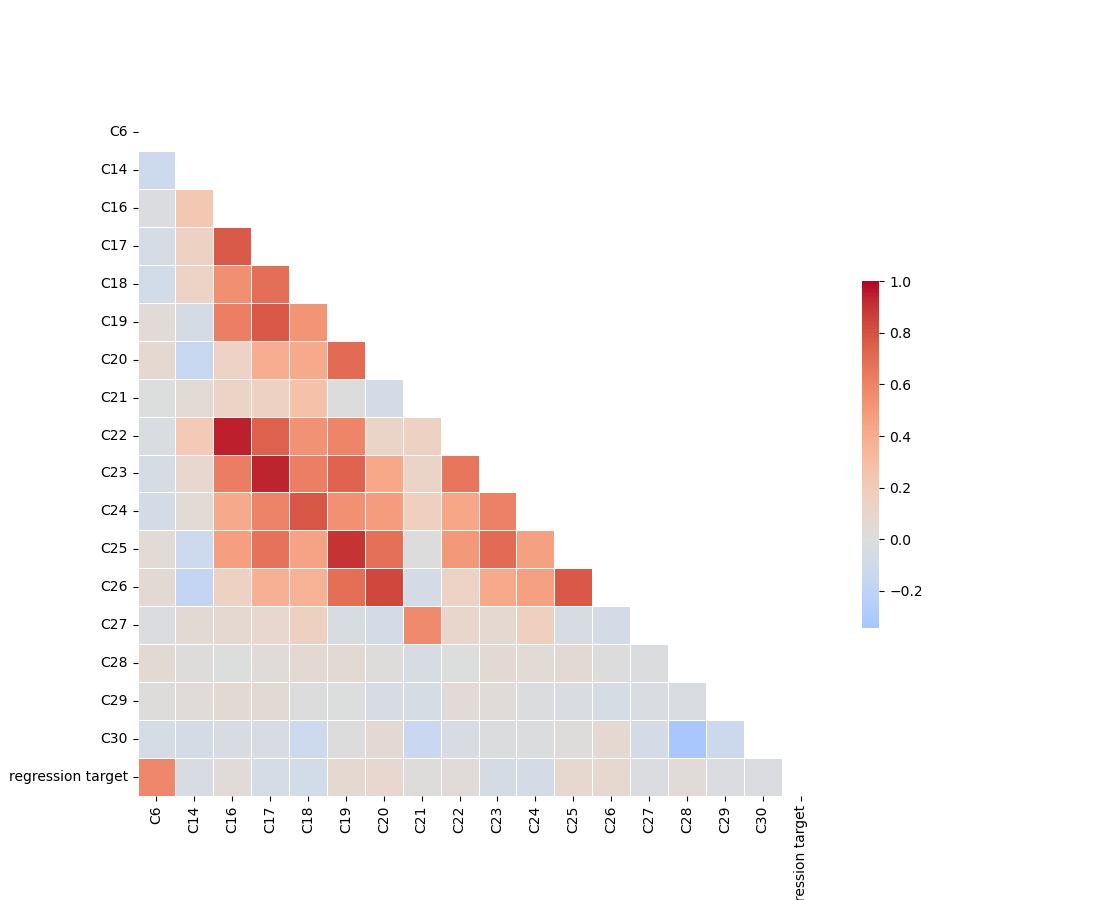 C6
C14
C16
C17
C18
C19
C20
C21
C22
C23
C24
C25
C26
C27
C28
C29
C30
regression target
C6
C14
C16
C17
C18
C19
C20
C21
C22
C23
C24
C25
C26
C27
C28
C29
C30
ression target
1.0
0.8
0.6
0.4
0.2
0.0
−0.2